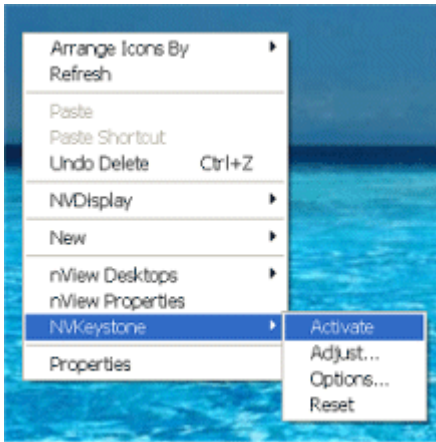 Arrange Icons By
Refresh
Paste
Paste Shortcut
Undo Delete Ctrl+Z
NVDisplay
New
nView Desktops
nView Properties
NVKeystone
Properties
Activate
Adjust...
Options...
Reset